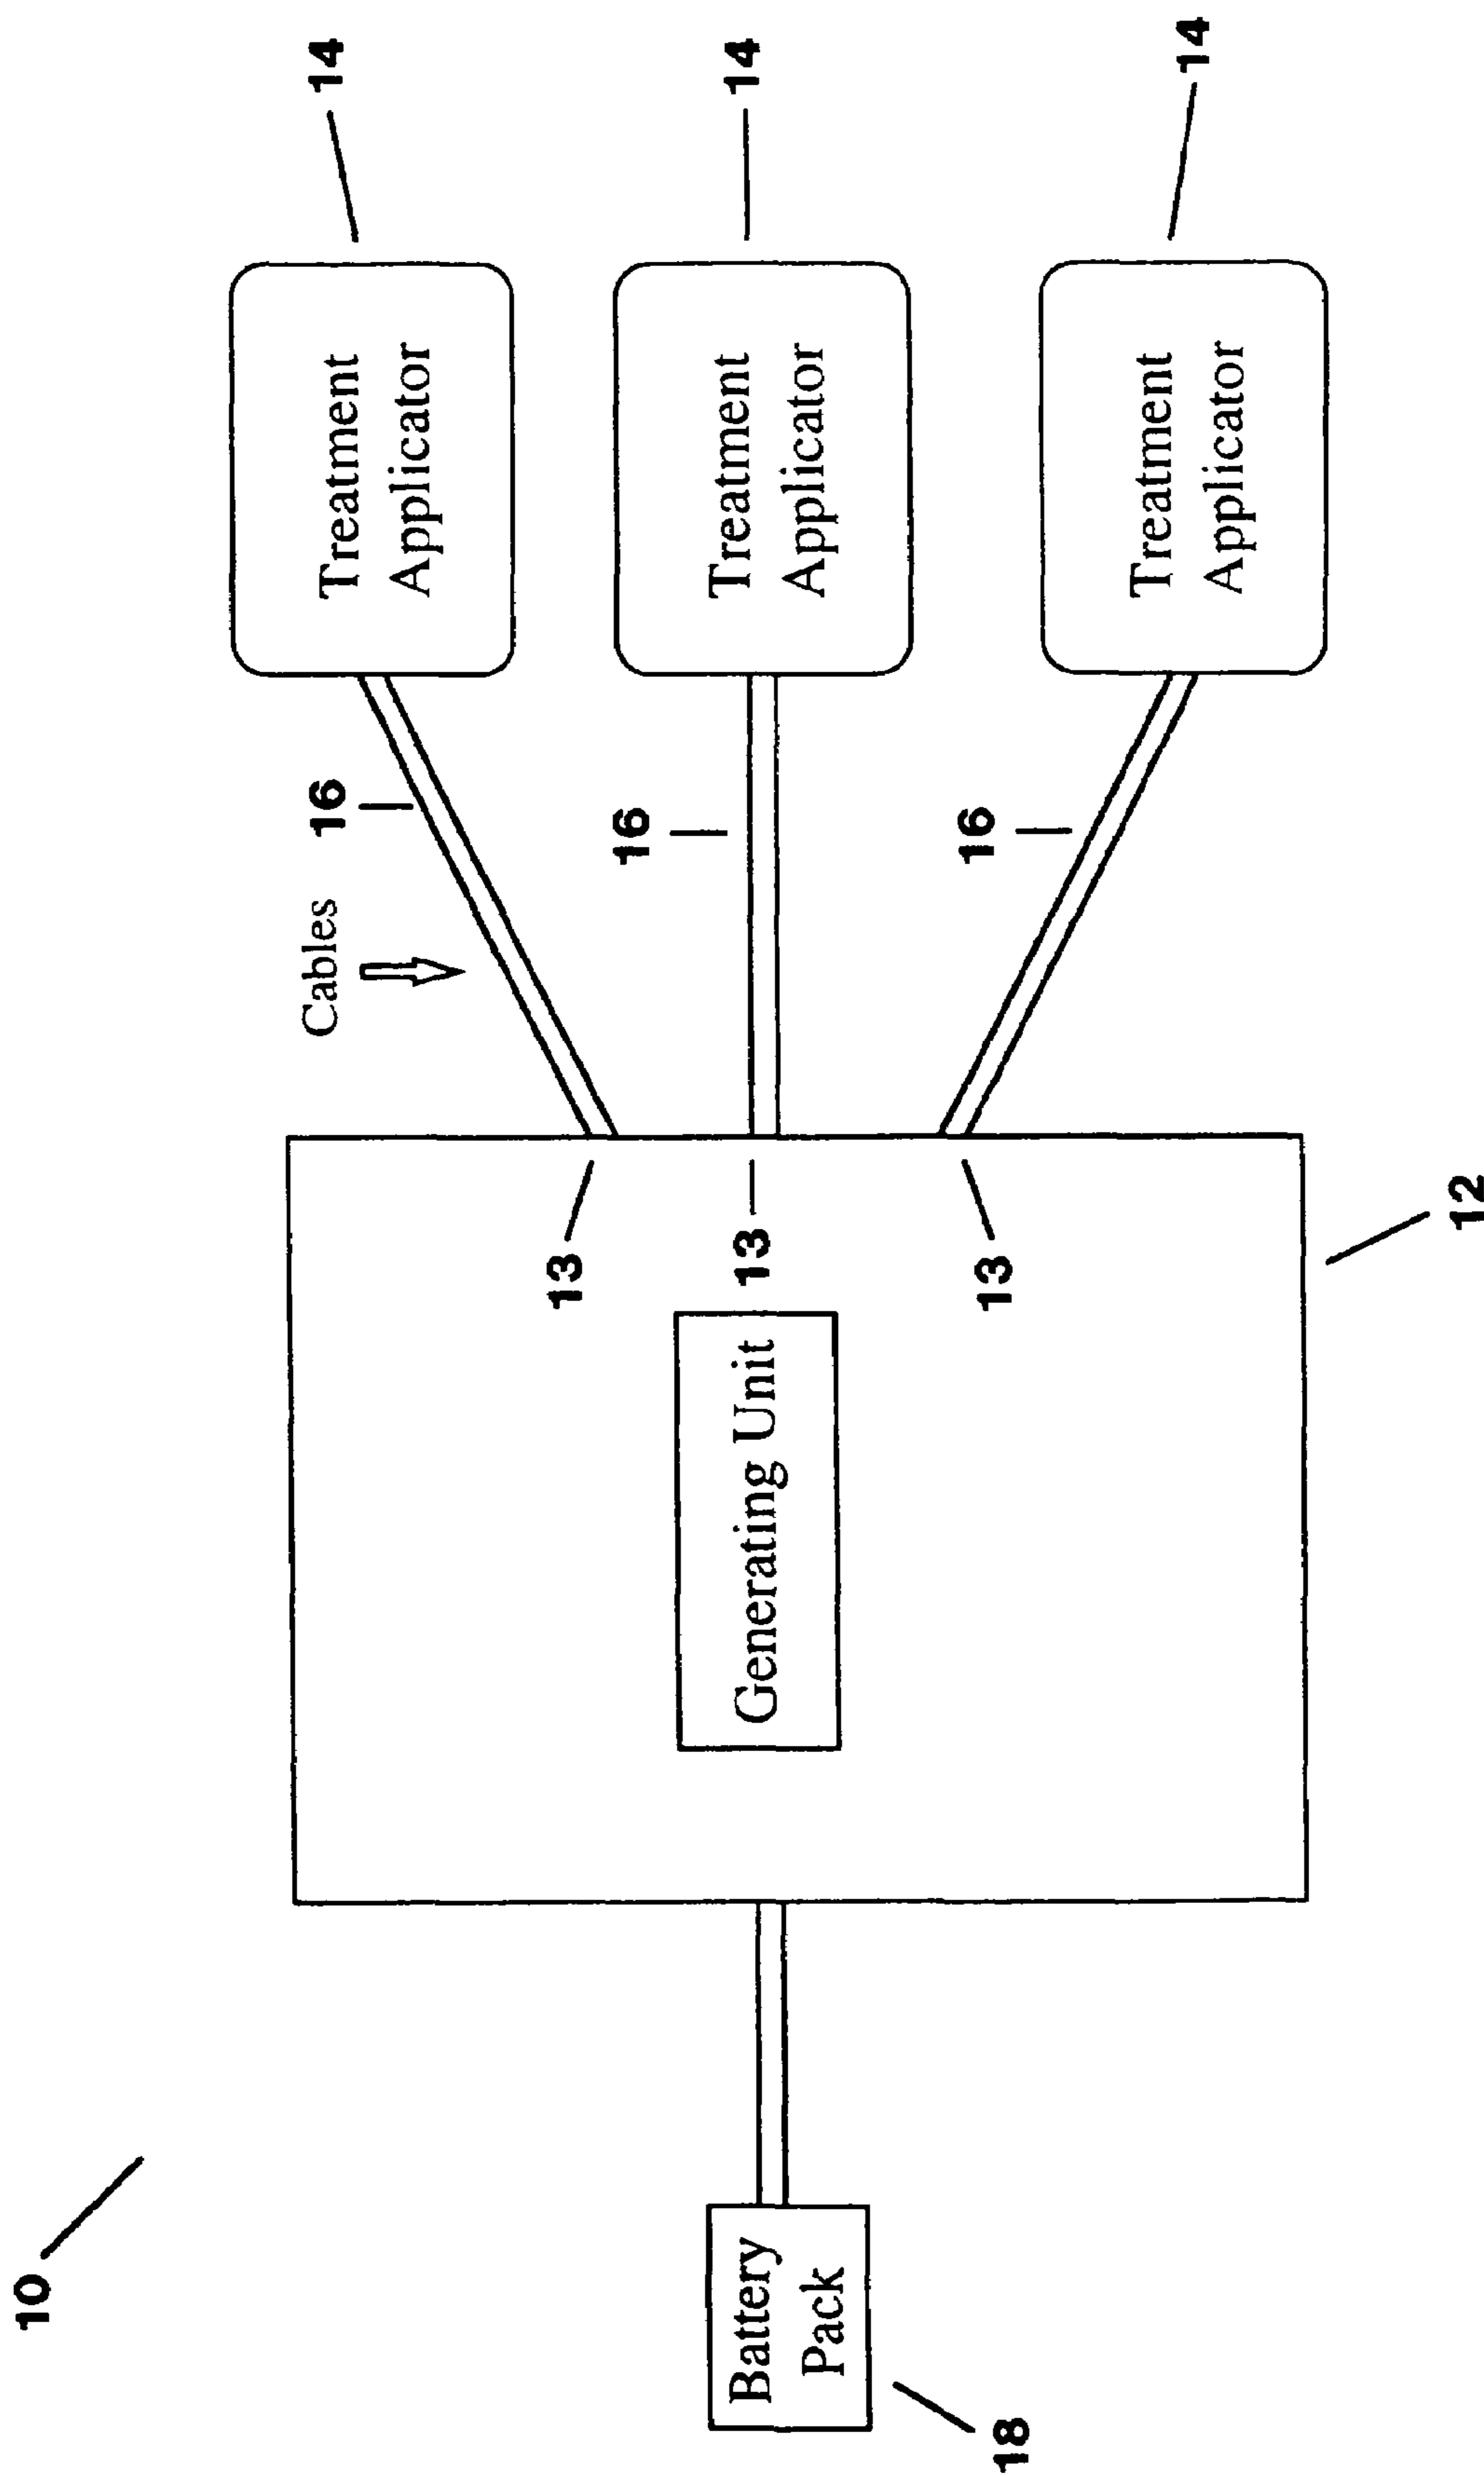 10
Cables
16
Treatment
Applicator
14
13
16
Battery
Pack
Generating Unit
13
Treatment
Applicator
14
16
13
18
Treatment
Applicator
14
12